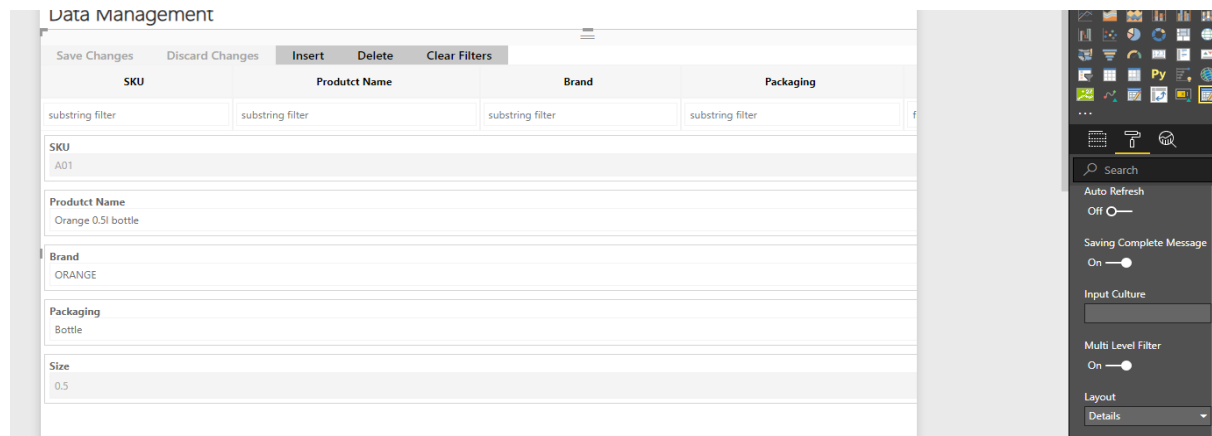 Data Management
Save Changes Discard Changes Insert Delete Clear Filters
SKU Produtct Name Brand Packaging
substring filter substring filter substring filter substring filter f
SKU
A01
Produtct Name
Orange 0.5l bottle
Brand
ORANGE
Packaging
Bottle
Size
0.5
Py
...
Search
Auto Refresh
Off
Saving Complete Message
On
Input Culture
Multi Level Filter
On
Layout
Details